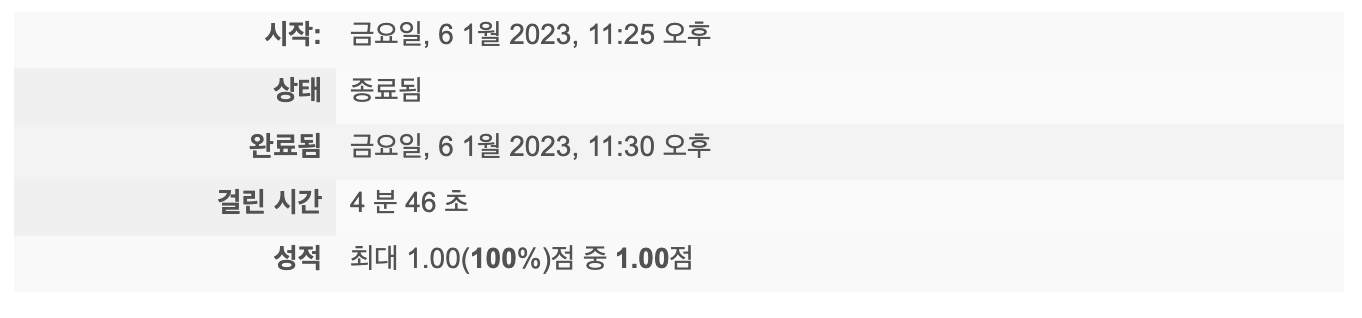 시작: 금요일, 6 1월 2023, 11:25 오후
상태 종료됨
완료됨 금요일, 6 1월 2023, 11:30 오후
걸린 시간 4 분 46 초
성적 최대 1.00(100%)점 중 1.00점